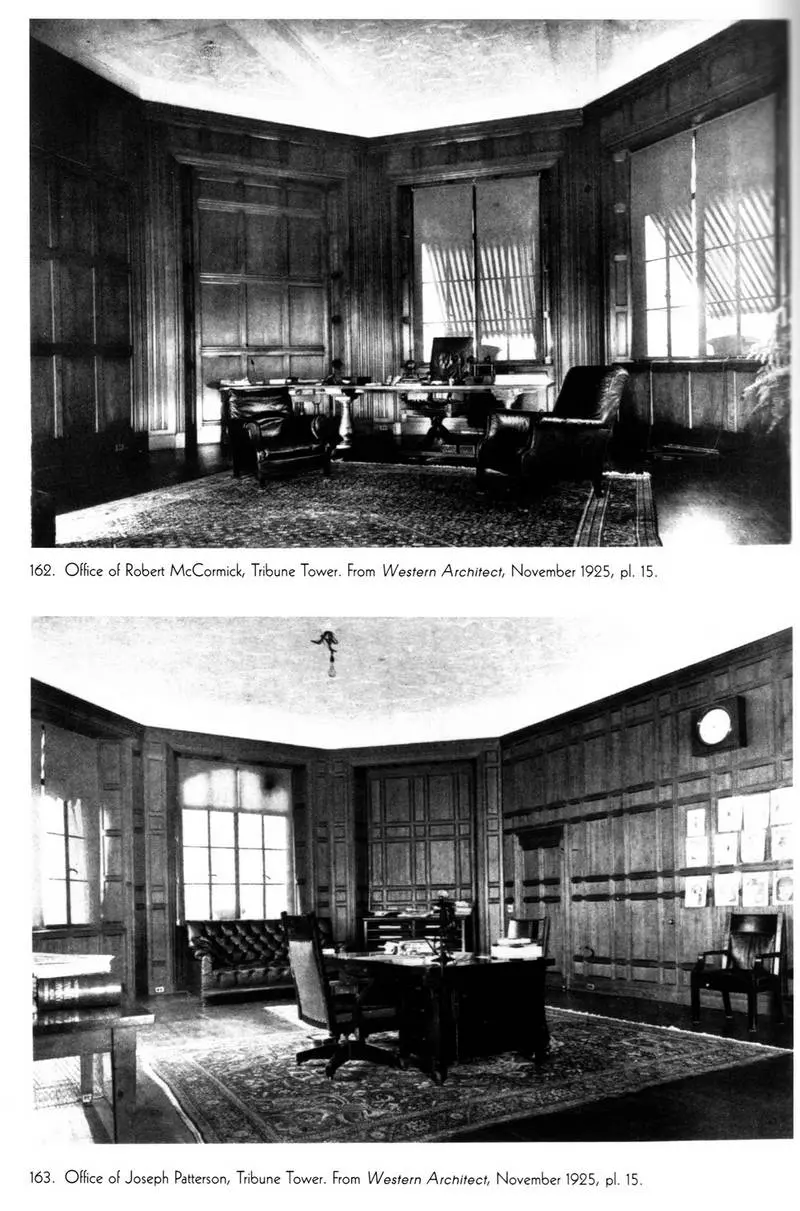 162. Office of Robert McCormick, Tribune Tower. From Western Architect, November 1925, pl. 15.
163. Office of Joseph Patterson, Tribune Tower. From Western Architect, November 1925, pl. 15.